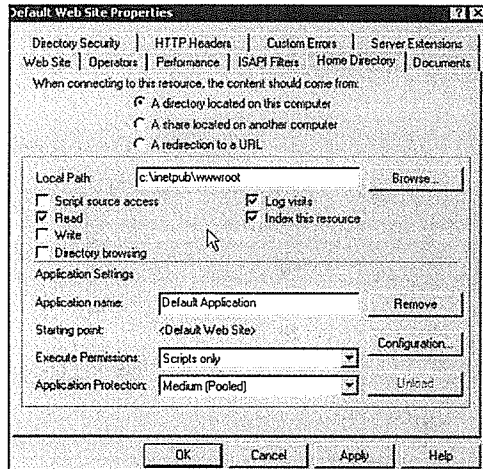 Default Web Site Properties
Directory Security HTTP Headers Custom Errors Server Extensions
Web Site Operators Performance ISAPI Filters Home Directory Documents
When connecting to this resource, the content should come from:
A directory located on this computer
A share located on another computer
A redirection to a URL
Local Path: c:\inetpub\wwwroot Browse...
Script source access Log visits
Read Index this resource
Write
Directory browsing
Application Settings
Application name: Default Application Remove
Starting point: <Default Web Site>
Configuration...
Execute Permissions: Scripts only
Application Protection: Medium (Pooled) Unload
OK Cancel Apply Help